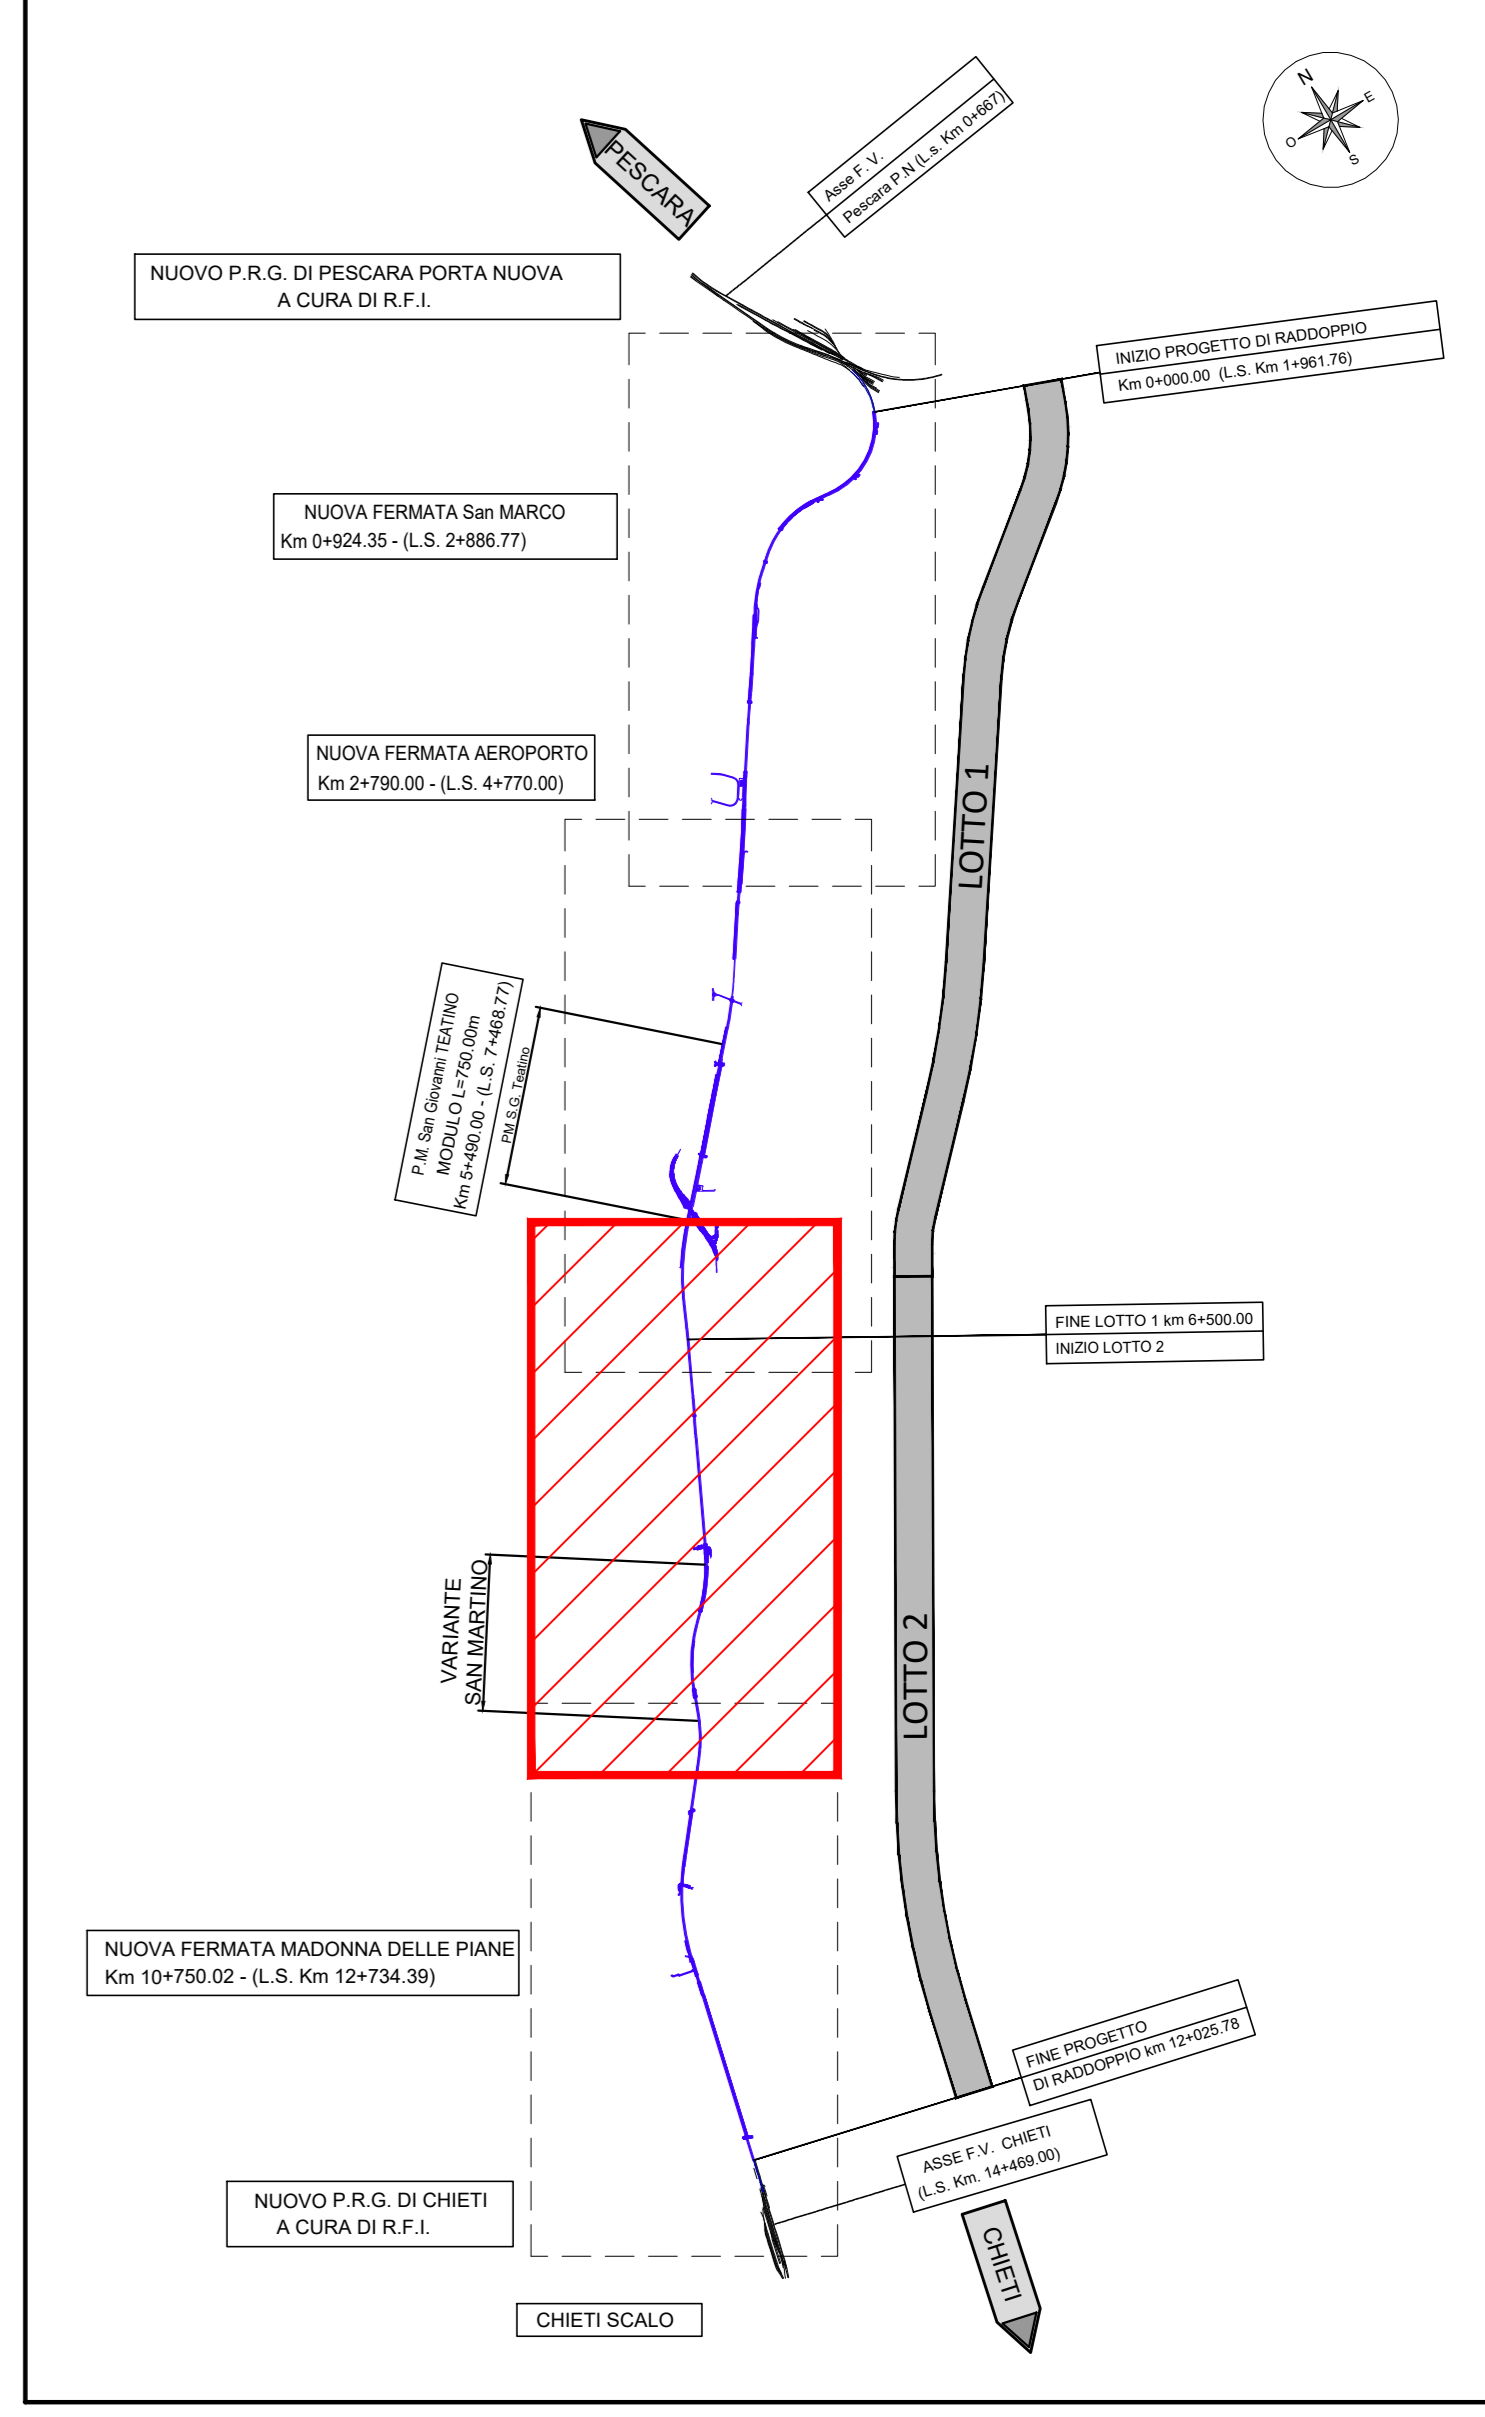 N
E
O
S
PESCARA
Asse F. V.
Pescara P.N (L.s. Km 0+667)
NUOVO P.R.G. DI PESCARA PORTA NUOVA
A CURA DI R.F.I.
INIZIO PROGETTO DI RADDOPPIO
Km 0+000.00 (L.S. Km 1+961.76)
NUOVA FERMATA San MARCO
Km 0+924.35 - (L.S. 2+886.77)
NUOVA FERMATA AEROPORTO
Km 2+790.00 - (L.S. 4+770.00)
LOTTO 1
P.M. San Giovanni TEATINO
MODULO L=750.00m
Km 5+490.00 - (L.S. 7+468.77)
PM S.G. Teatino
FINE LOTTO 1 km 6+500.00
INIZIO LOTTO 2
VARIANTE
SAN MARTINO
LOTTO 2
NUOVA FERMATA MADONNA DELLE PIANE
Km 10+750.02 - (L.S. Km 12+734.39)
FINE PROGETTO
DI RADDOPPIO km 12+025.78
ASSE F.V. CHIETI
(L.S. Km. 14+469.00)
NUOVO P.R.G. DI CHIETI
A CURA DI R.F.I.
CHIETI
CHIETI SCALO